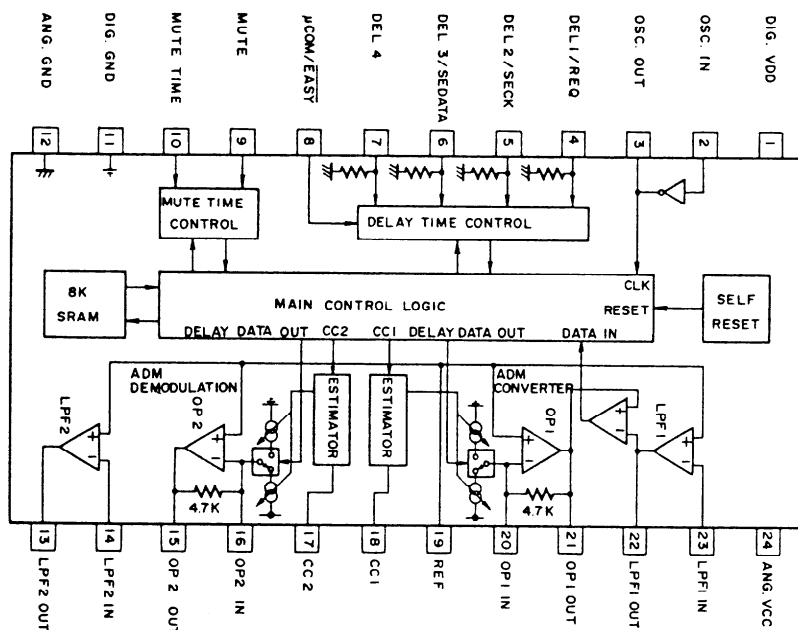 ANG. GND
DIG. GND
MUTE TIME
MUTE
μCOM/EASY
DEL 4
DEL 3/SEDATA
DEL 2/SECK
DEL 1/REQ
OSC. OUT
OSC. IN
DIG. VDD
12
11
10
9
8
7
6
5
4
3
2
1
MUTE TIME
CONTROL
DELAY TIME CONTROL
8K
SRAM
MAIN CONTROL LOGIC
CLK
RESET
SELF
RESET
DELAY DATA OUT
CC2
CC1
DELAY DATA OUT
DATA IN
ADM
DEMODULATION
ADM
CONVERTER
LPF2
OP2
ESTIMATOR
ESTIMATOR
OP1
LPF1
4.7K
4.7K
13
14
15
16
17
18
19
20
21
22
23
24
LPF2 OUT
LPF2 IN
OP 2 OUT
OP2 IN
CC 2
CC1
REF
OP1 IN
OP1 OUT
LPF1 OUT
LPF1 IN
ANG. VCC